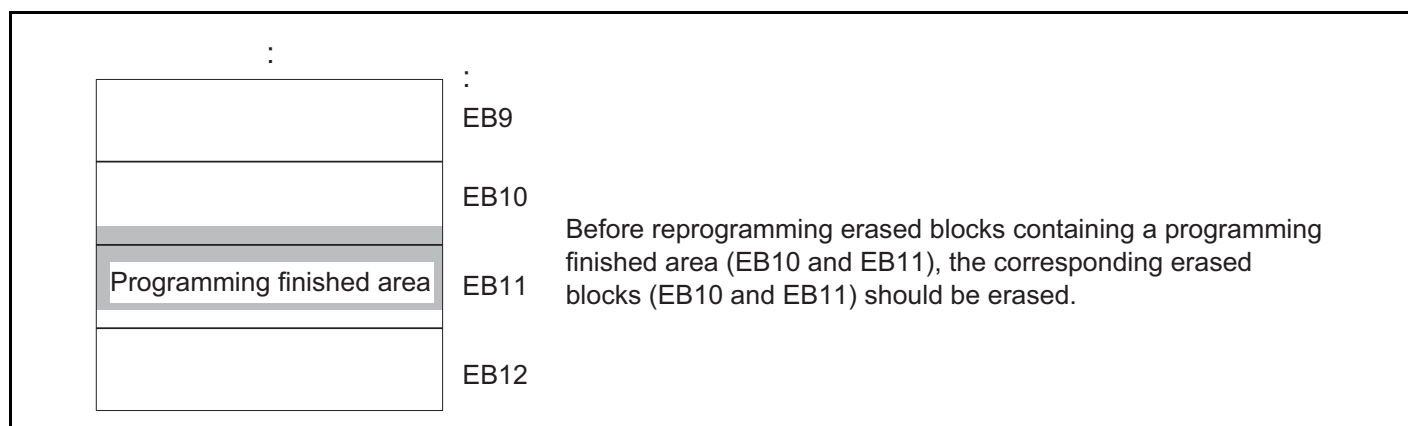 :
:
EB9
EB10
Before reprogramming erased blocks containing a programming
finished area (EB10 and EB11), the corresponding erased
blocks (EB10 and EB11) should be erased.
Programming finished area
EB11
EB12